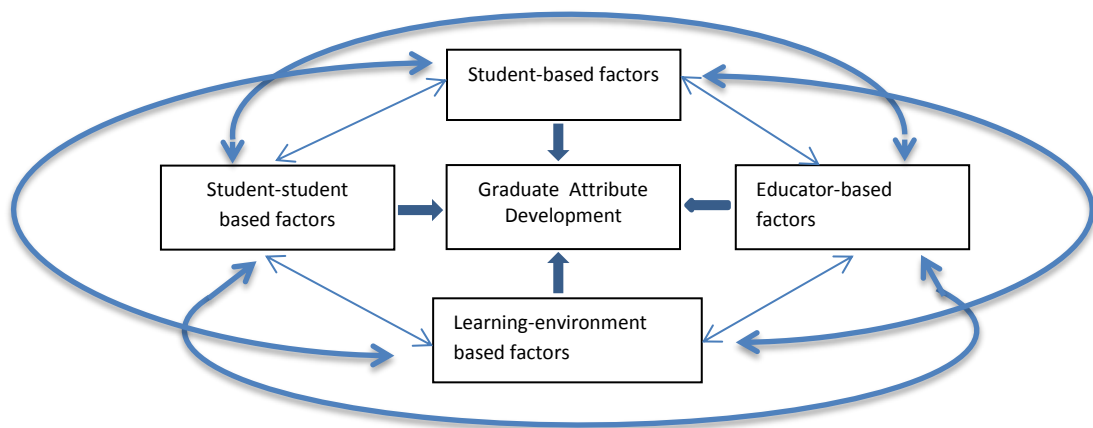 Student-based factors
Student-student
based factors
Graduate Attribute
Development
Educator-based
factors
Learning-environment
based factors